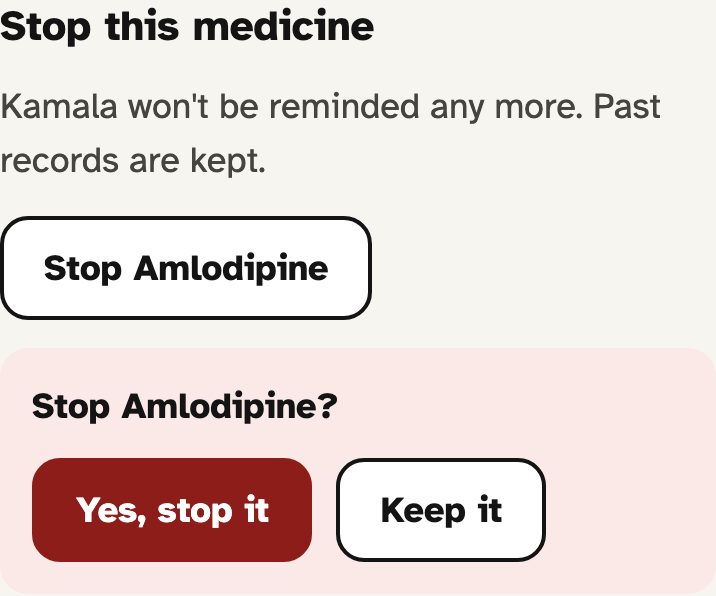 Stop this medicine
Kamala won't be reminded any more. Past
records are kept.
Stop Amlodipine
Stop Amlodipine?
Yes, stop it
Keep it